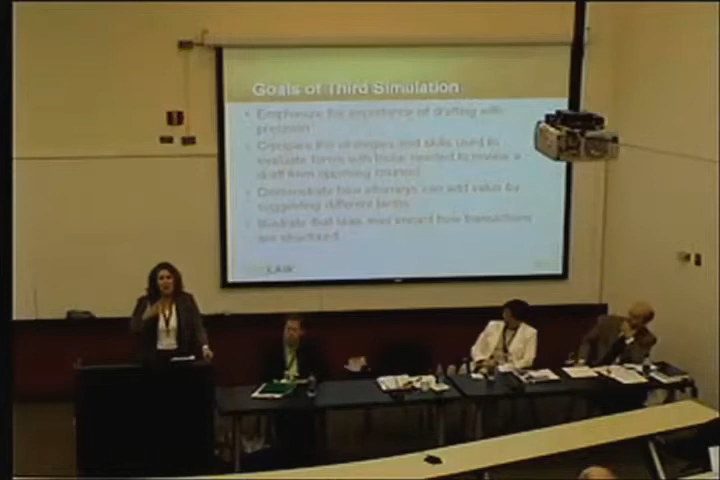 Goals of Third Simulation
• Emphasize the importance of drafting with
precision
• Compare the strategies and skills used to
evaluate forms with those needed to review a
draft from opposing counsel
• Demonstrate how attorneys can add value by
suggesting different terms
• Illustrate that laws may impact how transactions
are structured
LAW